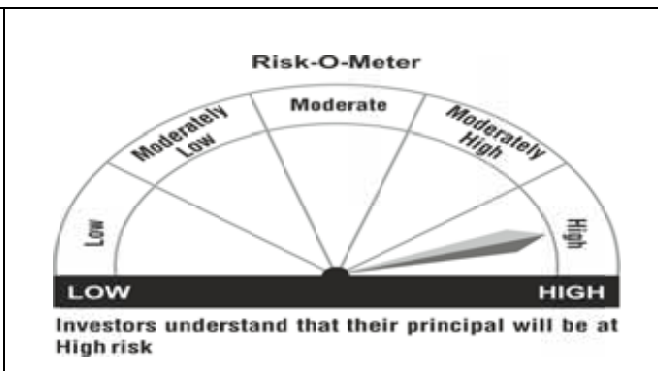 Risk-O-Meter
Moderate
Moderately
Low
Moderately
High
Low
High
LOW HIGH
Investors understand that their principal will be at
High risk